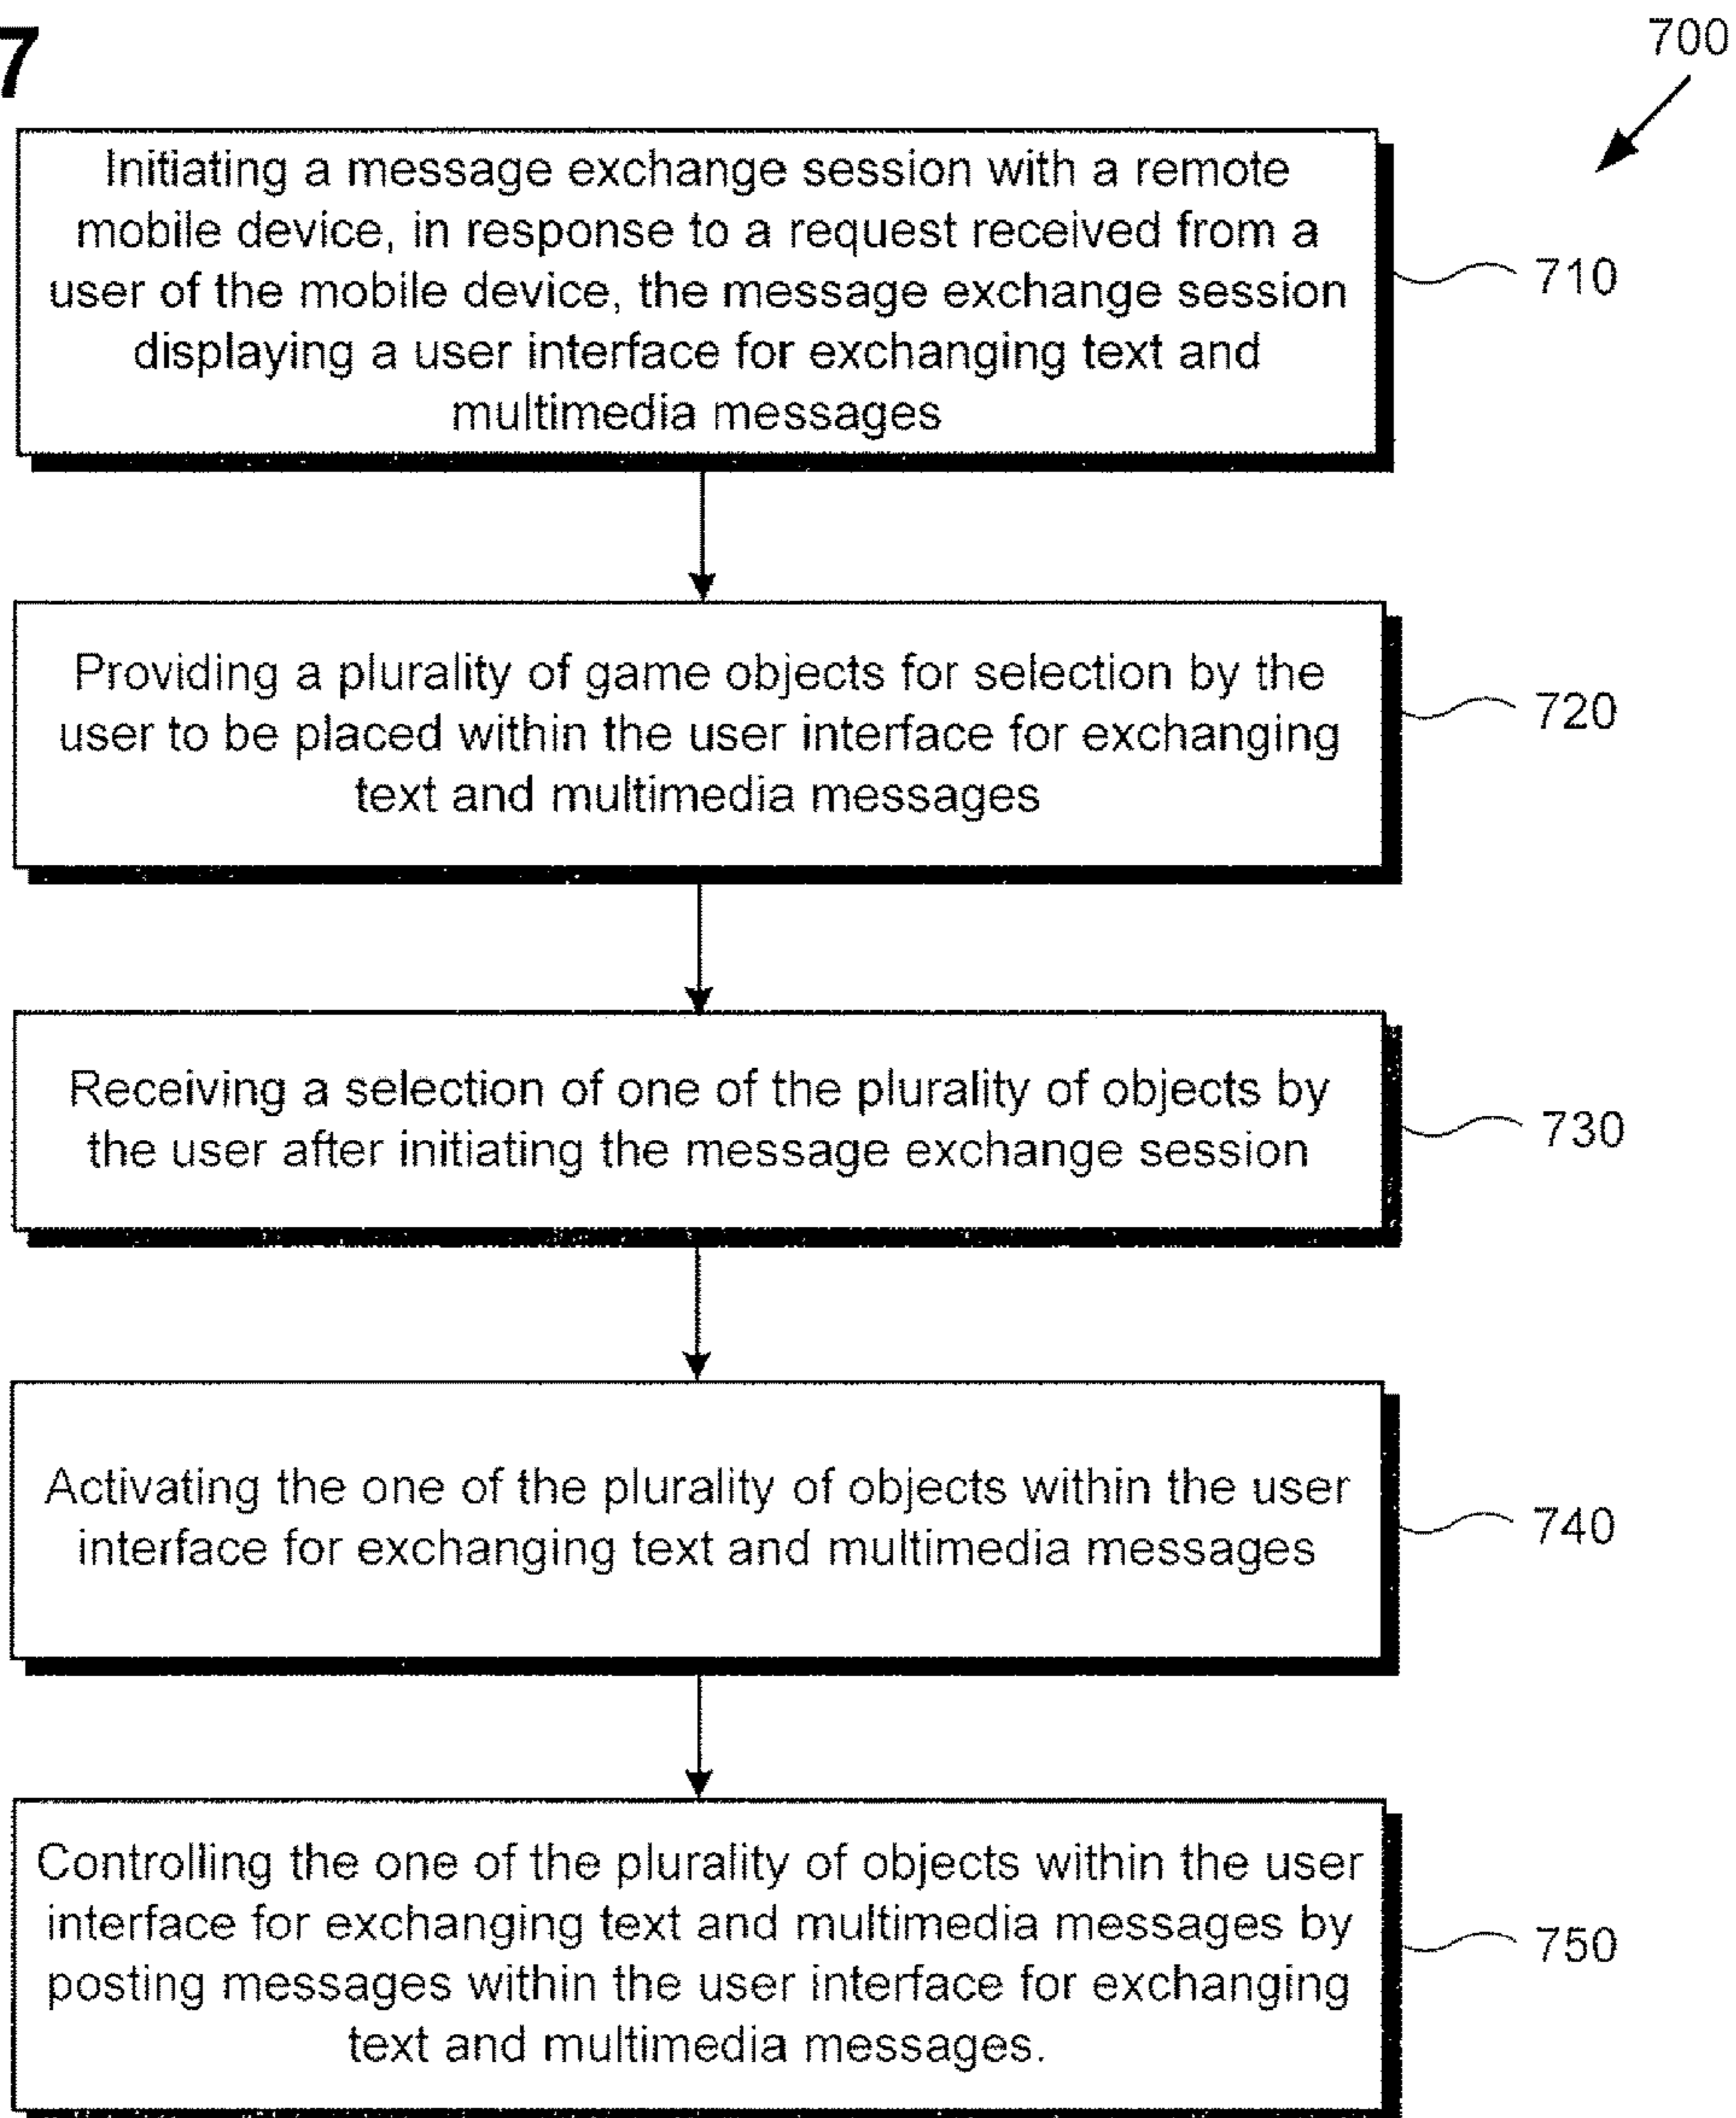 7
700
Initiating a message exchange session with a remote
mobile device, in response to a request received from a
user of the mobile device, the message exchange session
displaying a user interface for exchanging text and
multimedia messages
710
Providing a plurality of game objects for selection by the
user to be placed within the user interface for exchanging
text and multimedia messages
720
Receiving a selection of one of the plurality of objects by
the user after initiating the message exchange session
730
Activating the one of the plurality of objects within the user
interface for exchanging text and multimedia messages
740
Controlling the one of the plurality of objects within the user
interface for exchanging text and multimedia messages by
posting messages within the user interface for exchanging
text and multimedia messages.
750